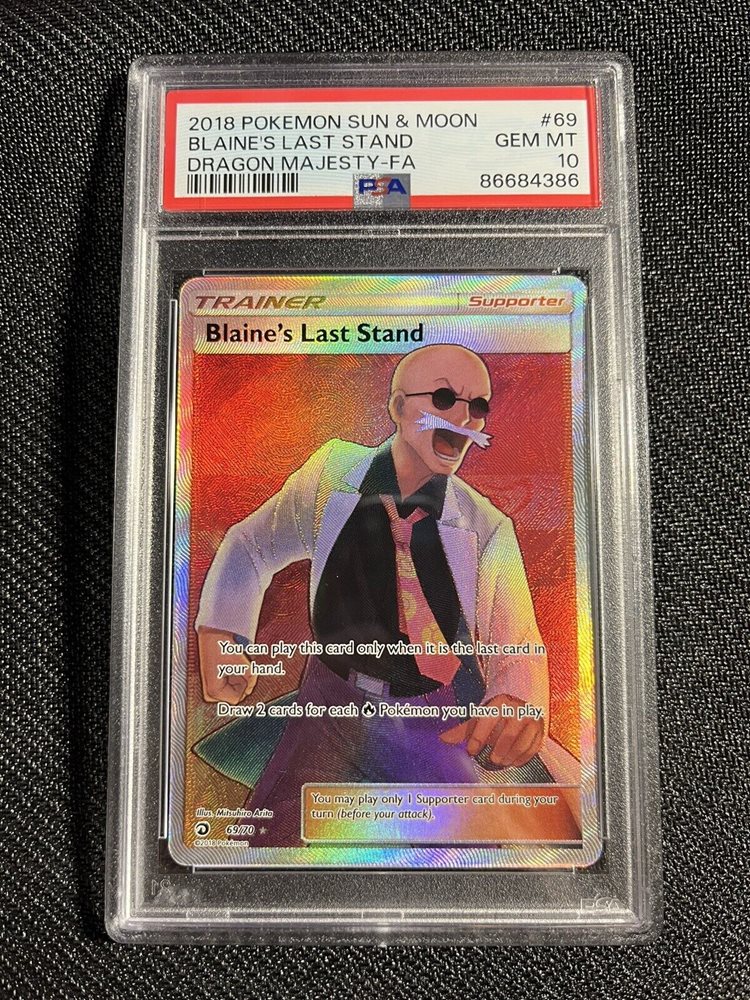 2018 POKEMON SUN & MOON #69
BLAINE'S LAST STAND GEM MT
DRAGON MAJESTY-FA 10
PSA 86684386
TRAINER Supporter
Blaine's Last Stand
You can play this card only when it is the last card in
your hand.
Draw 2 cards for each Pokémon you have in play.
You may play only 1 Supporter card during your
turn (before your attack).
Illus. Mitsuhiro Arita
69/70
©2018 Pokémon